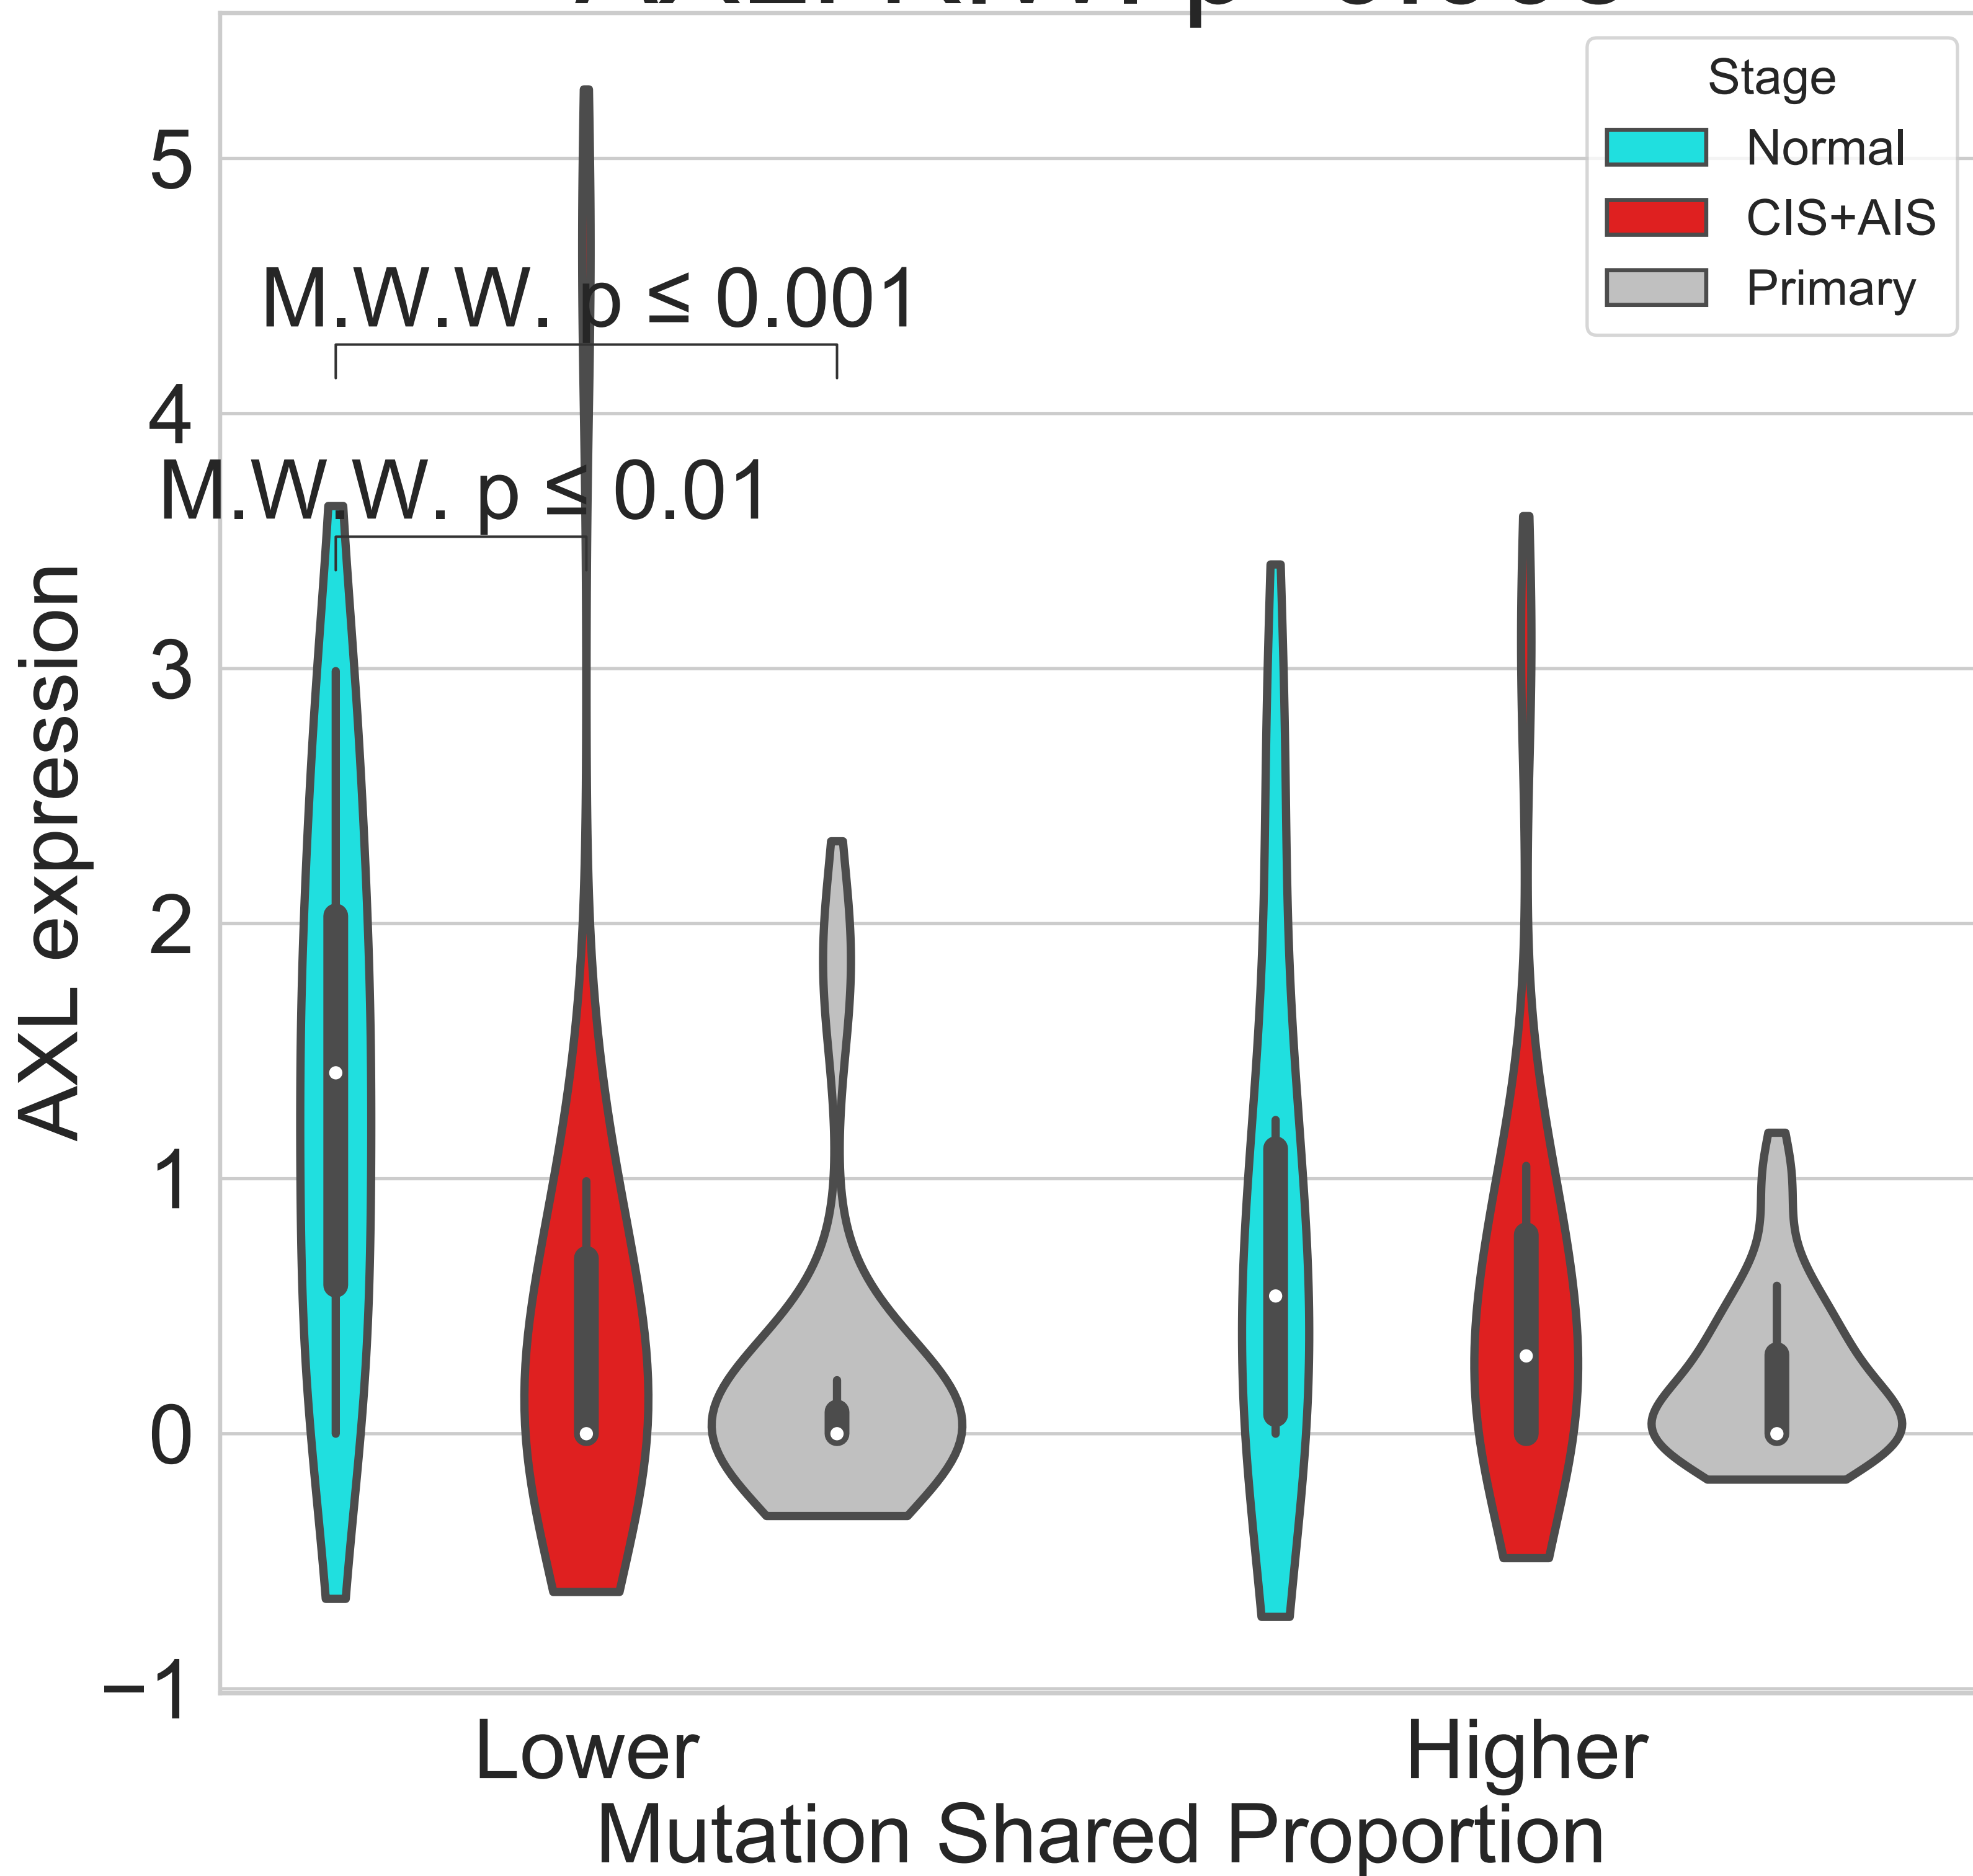 Stage
Normal
CIS+AIS
Primary
M.W.W. p ≤ 0.001
M.W.W. p ≤ 0.01
AXL expression
5
4
3
2
1
0
−1
Lower
Higher
Mutation Shared Proportion